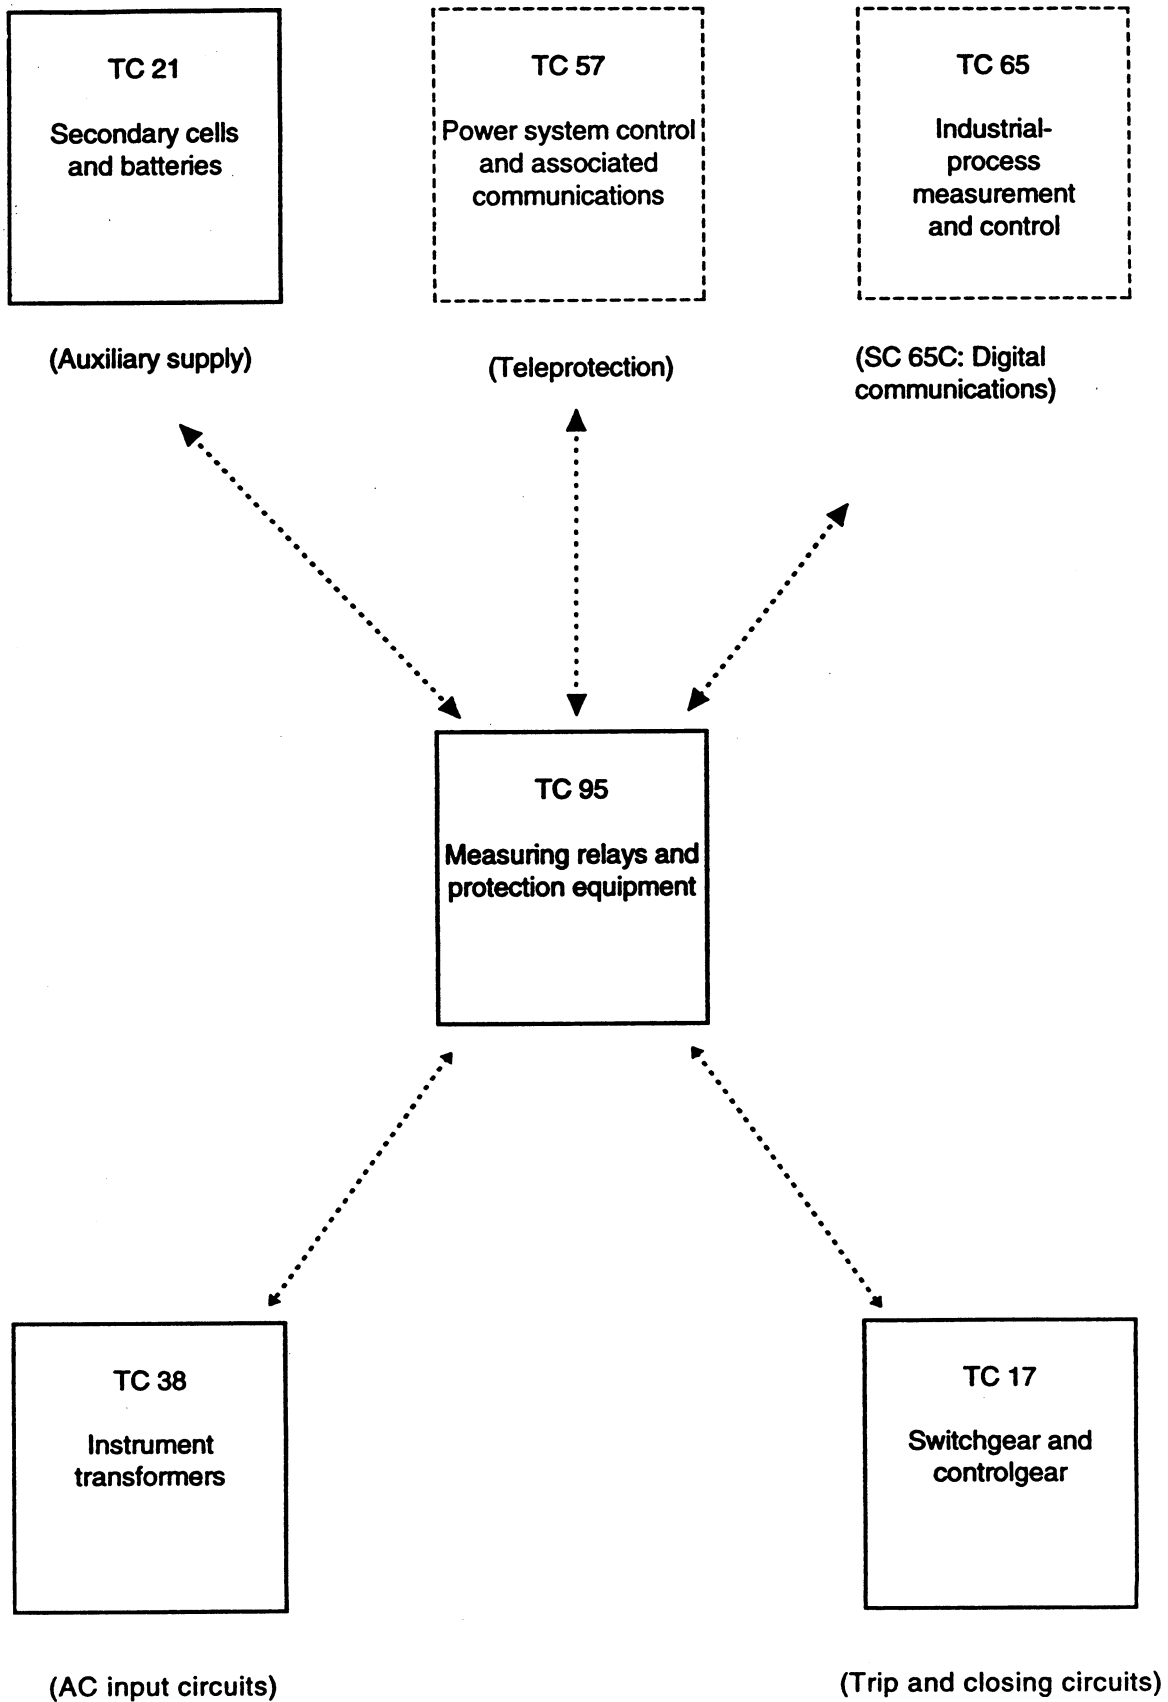 TC 21
Secondary cells
and batteries
(Auxiliary supply)
TC 57
Power system control
and associated
communications
(Teleprotection)
TC 65
Industrial-
process
measurement
and control
(SC 65C: Digital
communications)
TC 95
Measuring relays and
protection equipment
TC 38
Instrument
transformers
(AC input circuits)
TC 17
Switchgear and
controlgear
(Trip and closing circuits)